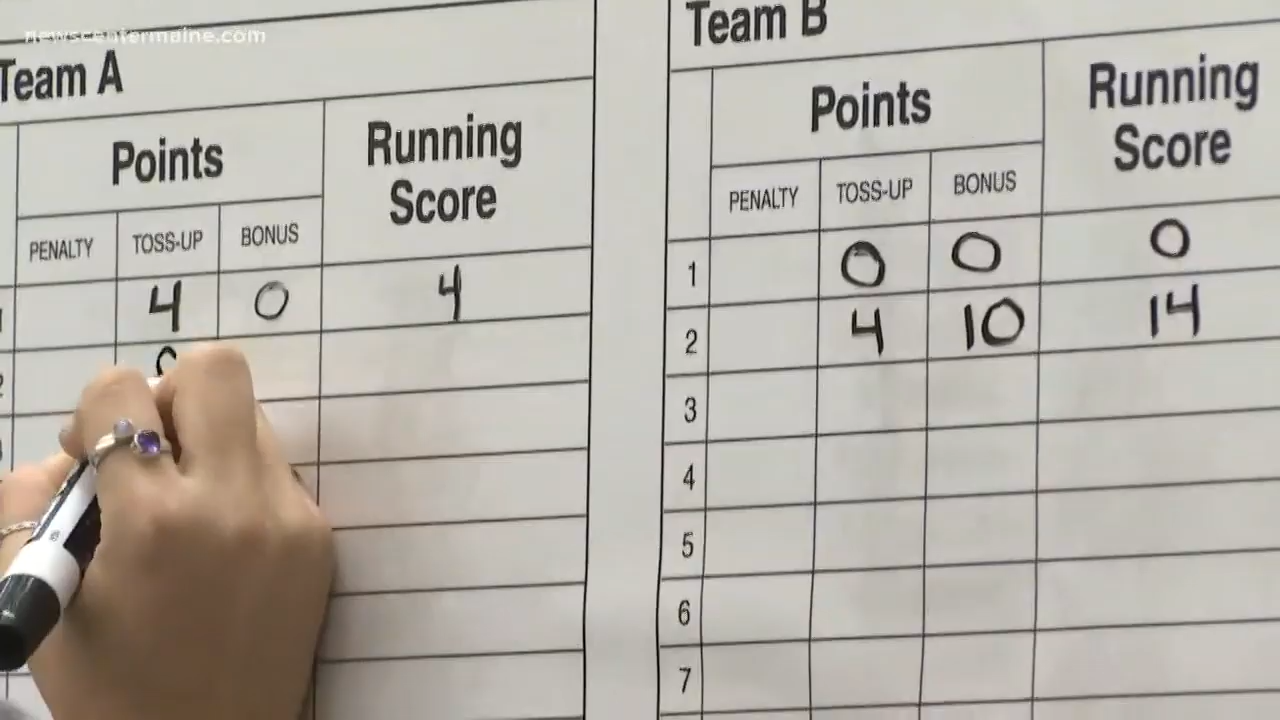 newscentermaine.com
Team A
Points
Running
Score
PENALTY TOSS-UP BONUS
4 0 4
Team B
Points
Running
Score
PENALTY TOSS-UP BONUS
1 0 0 0
2 4 10 14
3
4
5
6
7